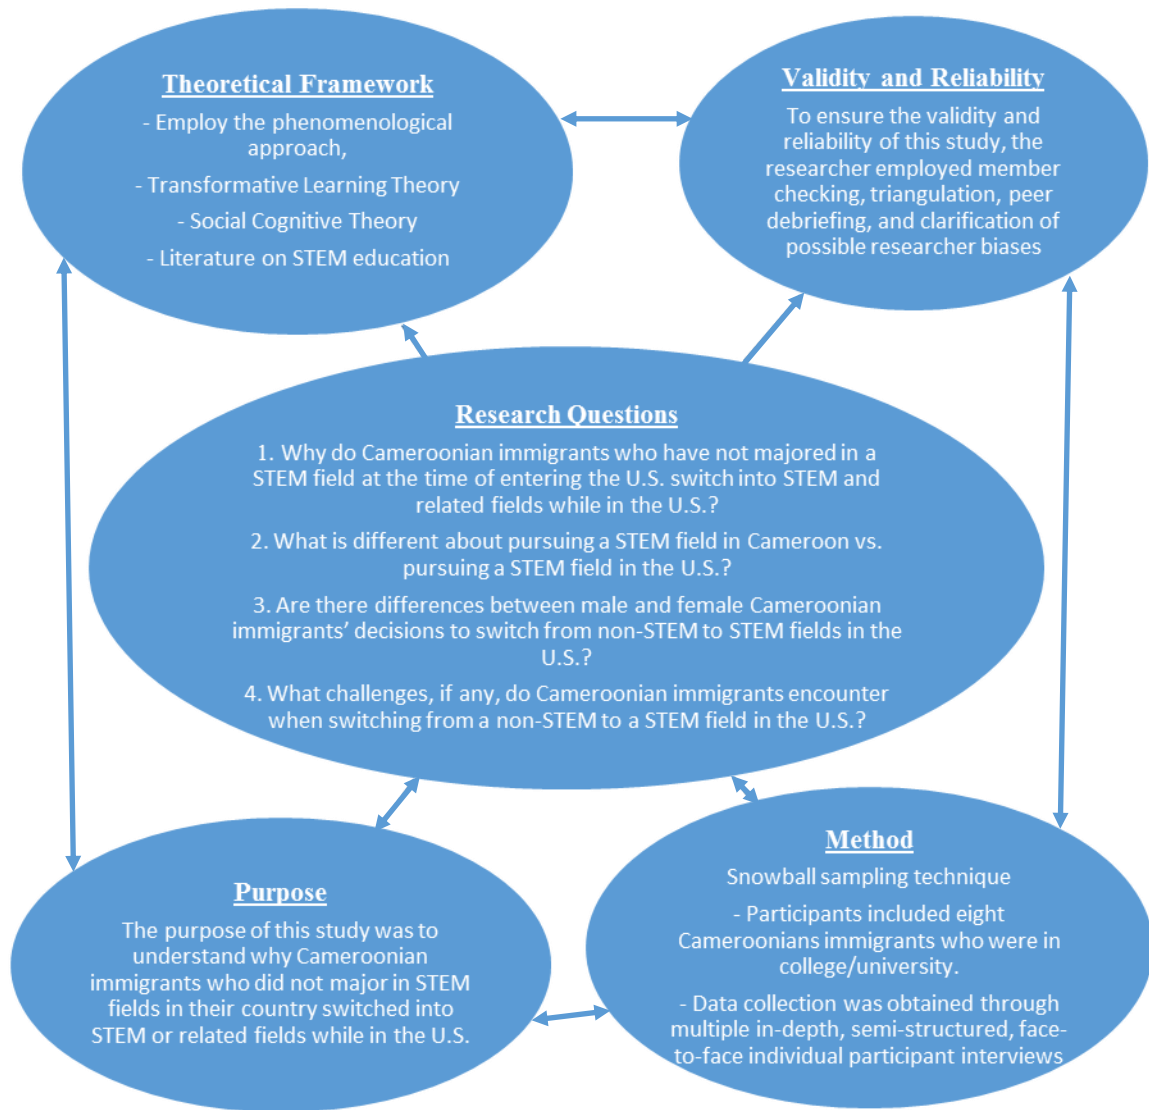 Theoretical Framework
- Employ the phenomenological
approach,
- Transformative Learning Theory
- Social Cognitive Theory
- Literature on STEM education
Validity and Reliability
To ensure the validity and
reliability of this study, the
researcher employed member
checking, triangulation, peer
debriefing, and clarification of
possible researcher biases
Research Questions
1. Why do Cameroonian immigrants who have not majored in a
STEM field at the time of entering the U.S. switch into STEM and
related fields while in the U.S.?
2. What is different about pursuing a STEM field in Cameroon vs.
pursuing a STEM field in the U.S.?
3. Are there differences between male and female Cameroonian
immigrants’ decisions to switch from non-STEM to STEM fields in the
U.S.?
4. What challenges, if any, do Cameroonian immigrants encounter
when switching from a non-STEM to a STEM field in the U.S.?
Purpose
The purpose of this study was to
understand why Cameroonian
immigrants who did not major in STEM
fields in their country switched into
STEM or related fields while in the U.S.
Method
Snowball sampling technique
- Participants included eight
Cameroonians immigrants who were in
college/university.
- Data collection was obtained through
multiple in-depth, semi-structured, face-
to-face individual participant interviews